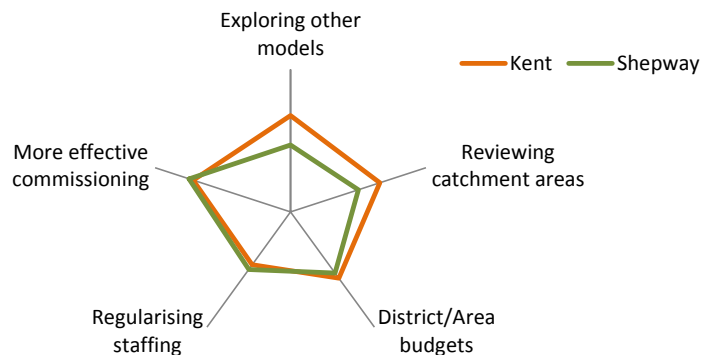 Exploring other
models
Kent
Shepway
More effective
commissioning
Reviewing
catchment areas
Regularising
staffing
District/Area
budgets